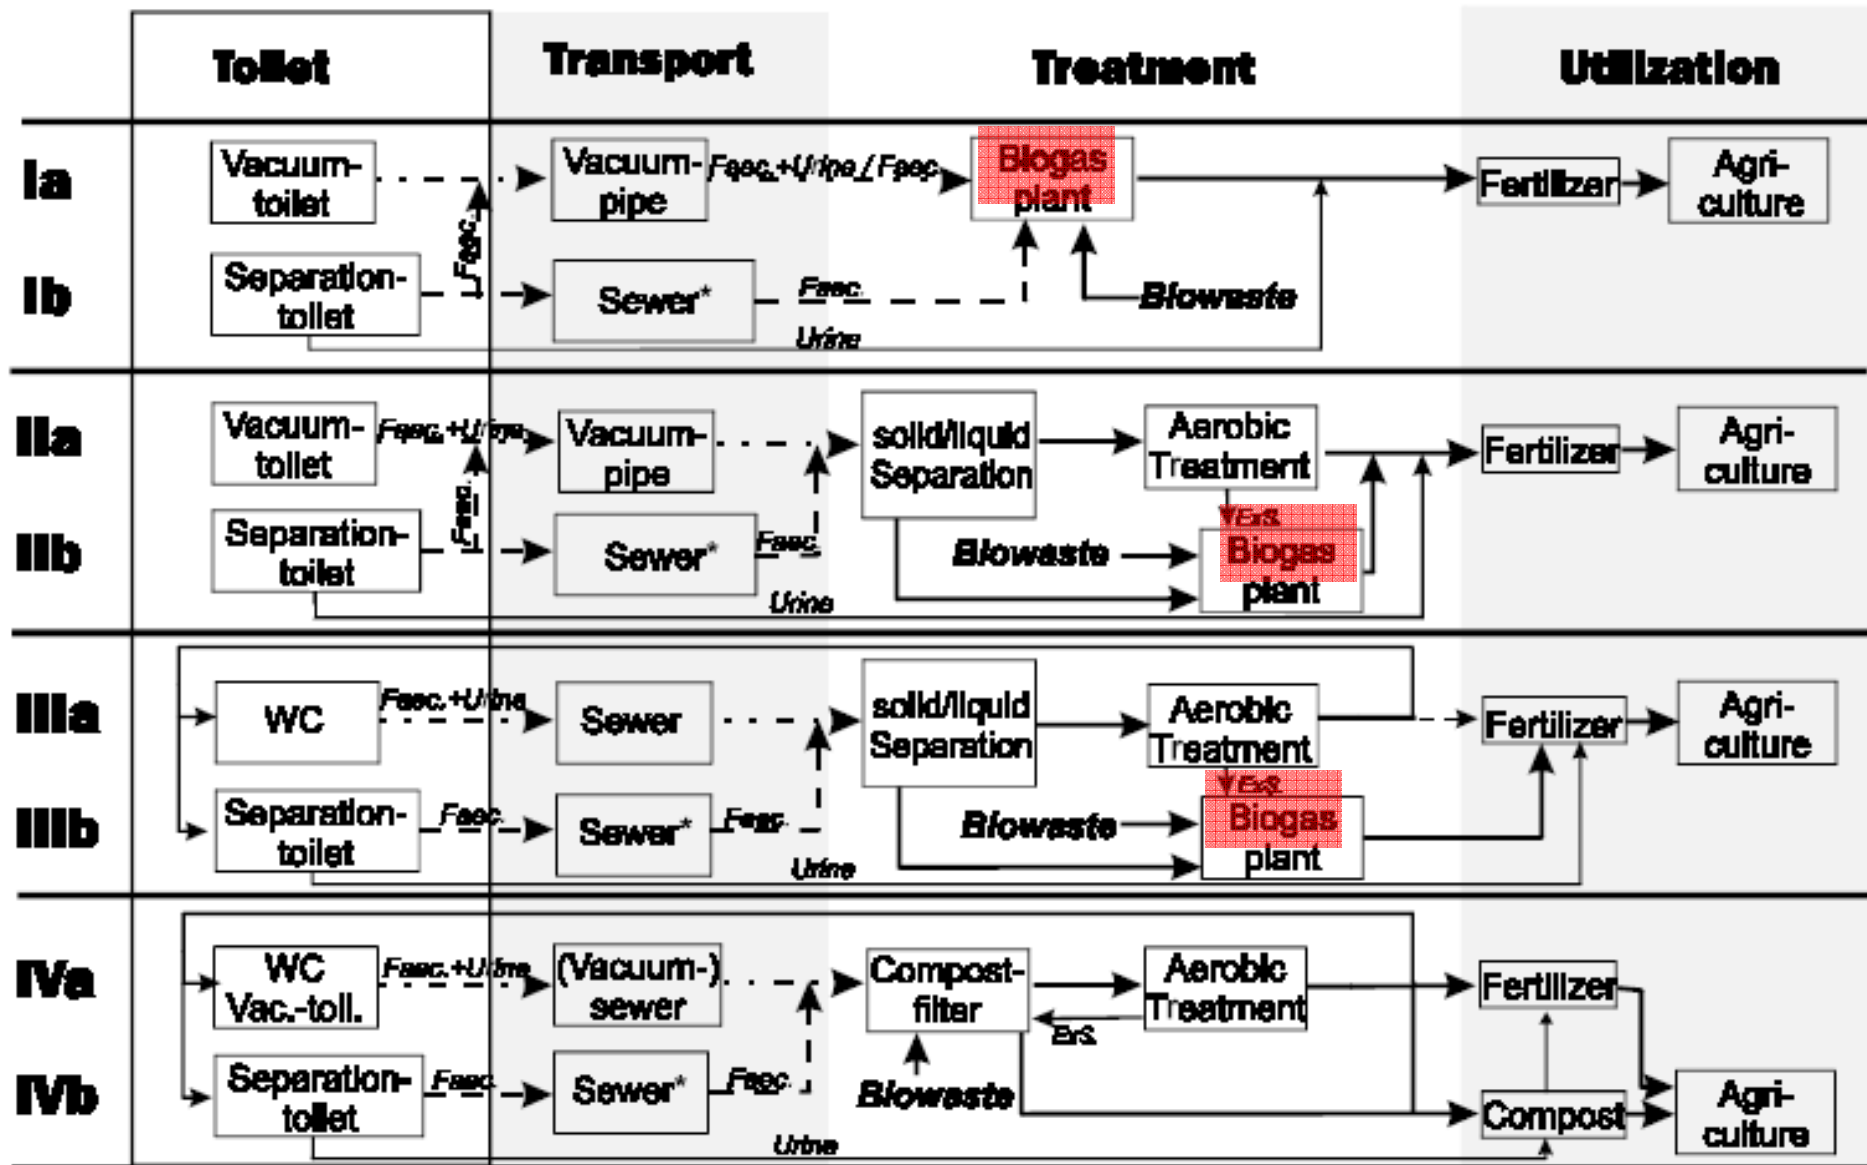 Toilet
Transport
Treatment
Utilization
Ia
Vacuum-
toilet
Vacuum-
pipe
Faec.+Urine / Faec.
Biogas
plant
Fertilizer
Agri-
culture
Faec.
Ib
Separation-
toilet
Sewer*
Faec.
Biowaste
Urine
IIa
Vacuum-
toilet
Faec.+Urine
Vacuum-
pipe
solid/liquid
Separation
Aerobic
Treatment
Fertilizer
Agri-
culture
Faec.
IIb
Separation-
toilet
Sewer*
Faec.
Biowaste
ExS.
Biogas
plant
Urine
IIIa
WC
Faec.+Urine
Sewer
solid/liquid
Separation
Aerobic
Treatment
Fertilizer
Agri-
culture
IIIb
Separation-
toilet
Faec.
Sewer*
Faec.
Biowaste
ExS.
Biogas
plant
Urine
IVa
WC
Vac.-toil.
Faec.+Urine
(Vacuum-)
sewer
Compost-
filter
Aerobic
Treatment
ExS.
Fertilizer
IVb
Separation-
toilet
Faec.
Sewer*
Faec.
Biowaste
Compost
Agri-
culture
Urine